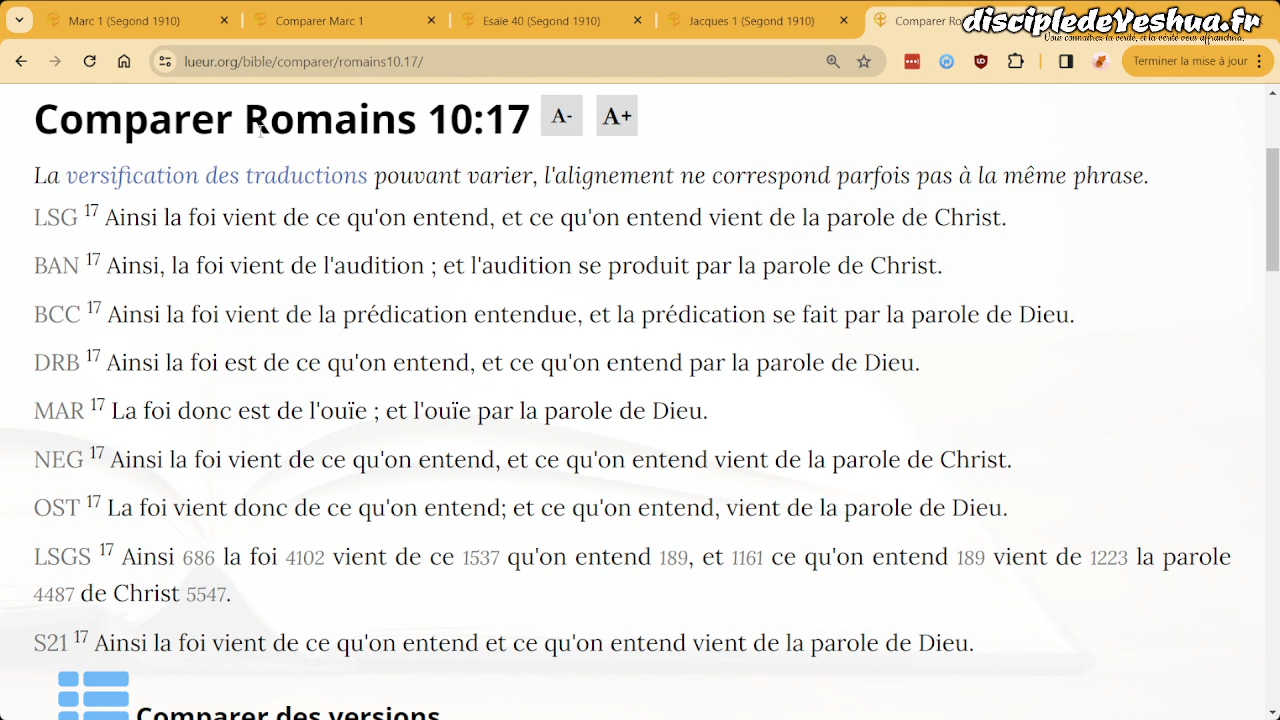 Marc 1 (Segond 1910)
Comparer Marc 1
Esaïe 40 (Segond 1910)
Jacques 1 (Segond 1910)
Comparer Ro
discipledeYeshua.fr
Vous connaîtrez la vérité, et la vérité vous affranchira.
lueur.org/bible/comparer/romains10.17/
Terminer la mise à jour
Comparer Romains 10:17 A- A+
La versification des traductions pouvant varier, l'alignement ne correspond parfois pas à la même phrase.
LSG 17 Ainsi la foi vient de ce qu'on entend, et ce qu'on entend vient de la parole de Christ.
BAN 17 Ainsi, la foi vient de l'audition ; et l'audition se produit par la parole de Christ.
BCC 17 Ainsi la foi vient de la prédication entendue, et la prédication se fait par la parole de Dieu.
DRB 17 Ainsi la foi est de ce qu'on entend, et ce qu'on entend par la parole de Dieu.
MAR 17 La foi donc est de l'ouïe ; et l'ouïe par la parole de Dieu.
NEG 17 Ainsi la foi vient de ce qu'on entend, et ce qu'on entend vient de la parole de Christ.
OST 17 La foi vient donc de ce qu'on entend; et ce qu'on entend, vient de la parole de Dieu.
LSGS 17 Ainsi 686 la foi 4102 vient de ce 1537 qu'on entend 189, et 1161 ce qu'on entend 189 vient de 1223 la parole
4487 de Christ 5547.
S21 17 Ainsi la foi vient de ce qu'on entend et ce qu'on entend vient de la parole de Dieu.
Comparer des versions